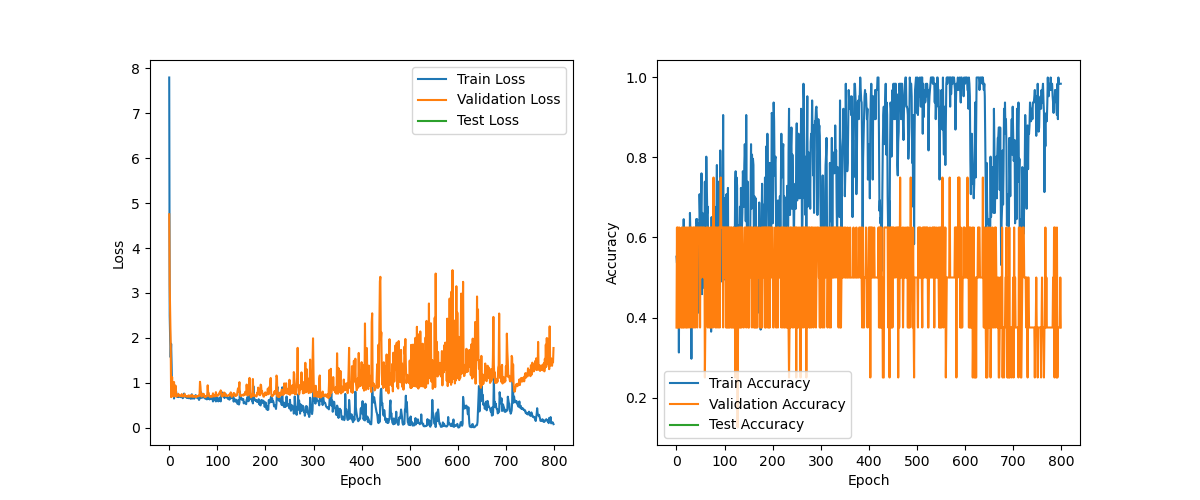 8
7
6
5
4
3
2
1
0
Loss
0 100 200 300 400 500 600 700 800
Epoch
Train Loss
Validation Loss
Test Loss
1.0
0.8
0.6
0.4
0.2
Accuracy
0 100 200 300 400 500 600 700 800
Epoch
Train Accuracy
Validation Accuracy
Test Accuracy